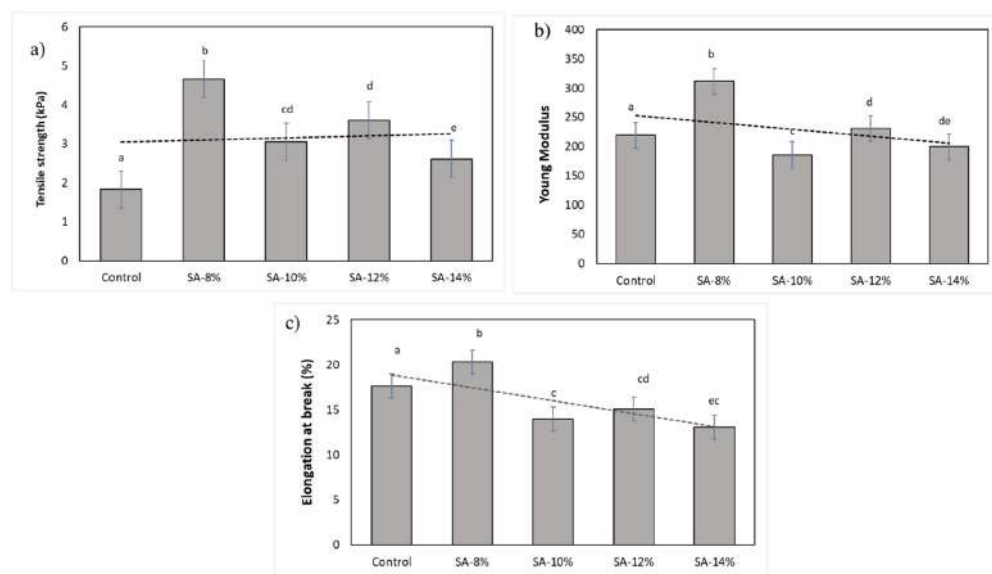 a)
Tensile strength (kPa)
6
5
4
3
2
1
0
a
b
cd
d
e
Control SA-8% SA-10% SA-12% SA-14%
b)
Young Modulus
400
350
300
250
200
150
100
50
0
a
b
c
d
de
Control SA-8% SA-10% SA-12% SA-14%
c)
Elongation at break (%)
25
20
15
10
5
0
a
b
c
cd
ec
Control SA-8% SA-10% SA-12% SA-14%